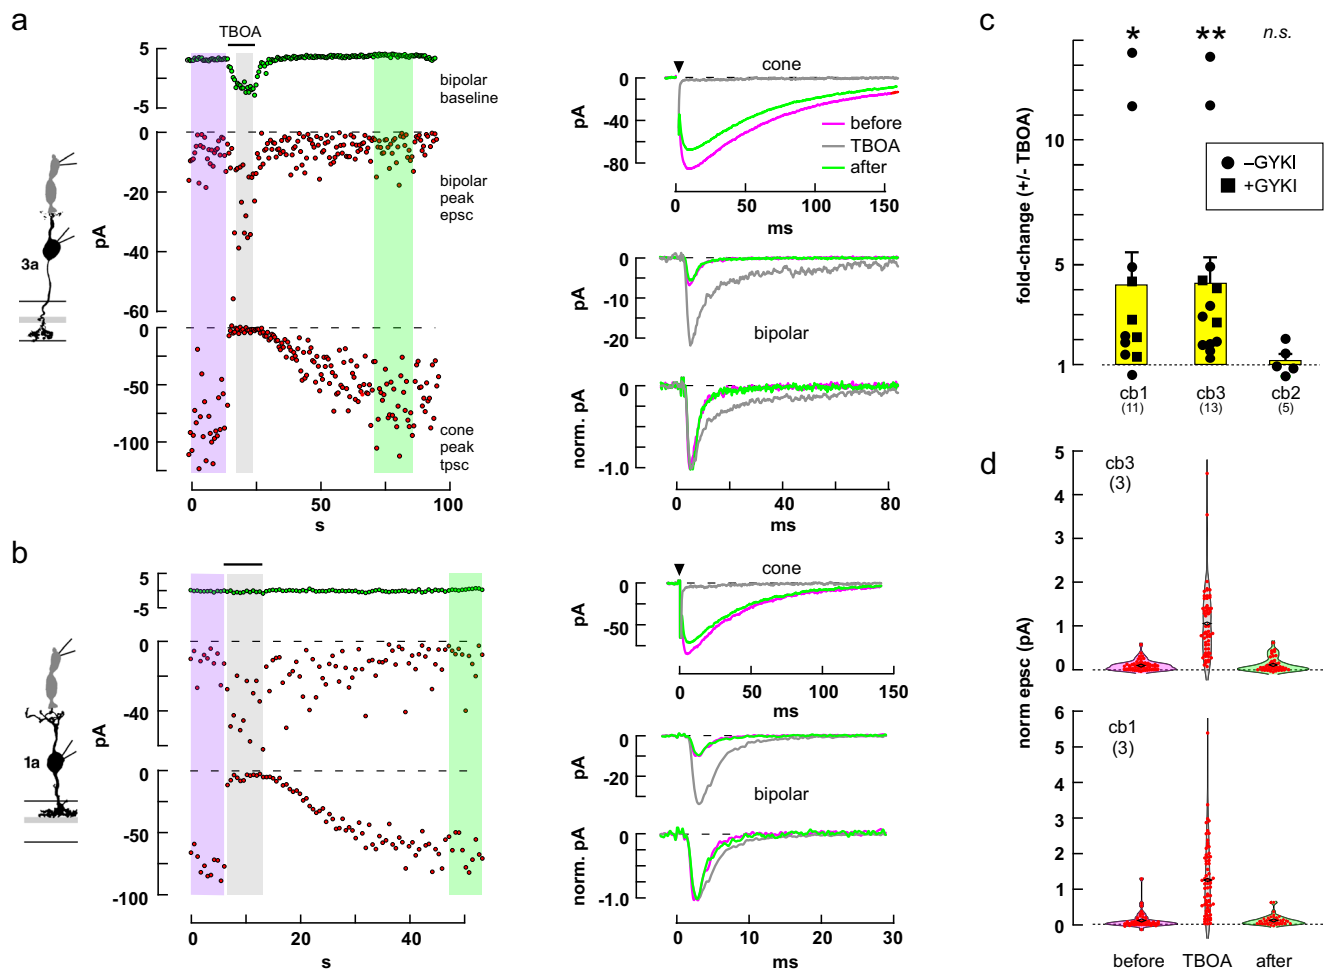 a
TBOA
5
-5
bipolar
baseline
0
-20
-40
-60
pA
bipolar
peak
epsc
3a
0
-50
-100
cone
peak
tpsc
0
50
100
s
cone
0
-40
-80
pA
before
TBOA
after
0
50
100
150
ms
0
-10
-20
pA
bipolar
0
-1.0
norm. pA
0
40
80
ms
b
5
-5
0
-40
pA
1a
0
-50
-100
0
20
40
s
cone
0
-50
pA
0
50
100
150
ms
0
-20
pA
bipolar
0
-1.0
norm. pA
0
10
20
30
ms
c
* ** n.s.
10
5
1
fold-change (+/- TBOA)
–GYKI
+GYKI
cb1 cb3 cb2
(11) (13) (5)
d
cb3
(3)
5
4
3
2
1
0
norm epsc (pA)
cb1
(3)
6
5
4
3
2
1
0
before TBOA after